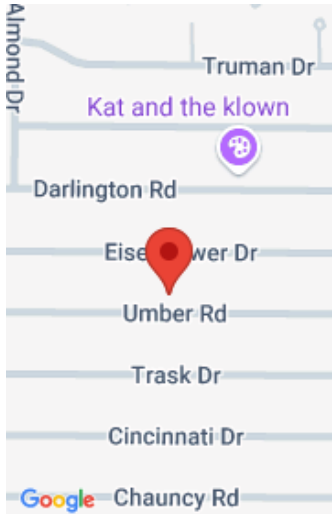 Almond Dr
Truman Dr
Kat and the klown
Darlington Rd
Umber Rd
Trask Dr
Cincinnati Dr
Google
Chauncy Rd